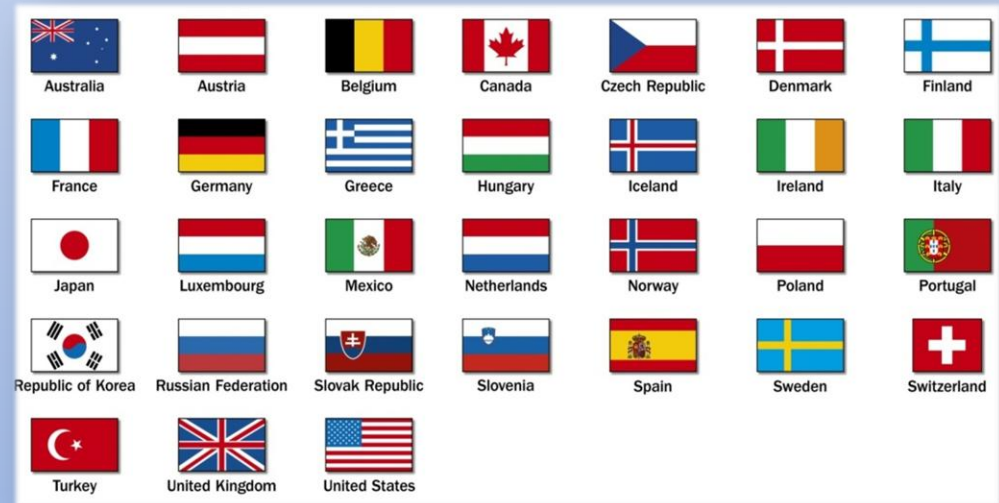 Australia
Austria
Belgium
Canada
Czech Republic
Denmark
Finland
France
Germany
Greece
Hungary
Iceland
Ireland
Italy
Japan
Luxembourg
Mexico
Netherlands
Norway
Poland
Portugal
Republic of Korea
Russian Federation
Slovak Republic
Slovenia
Spain
Sweden
Switzerland
Turkey
United Kingdom
United States